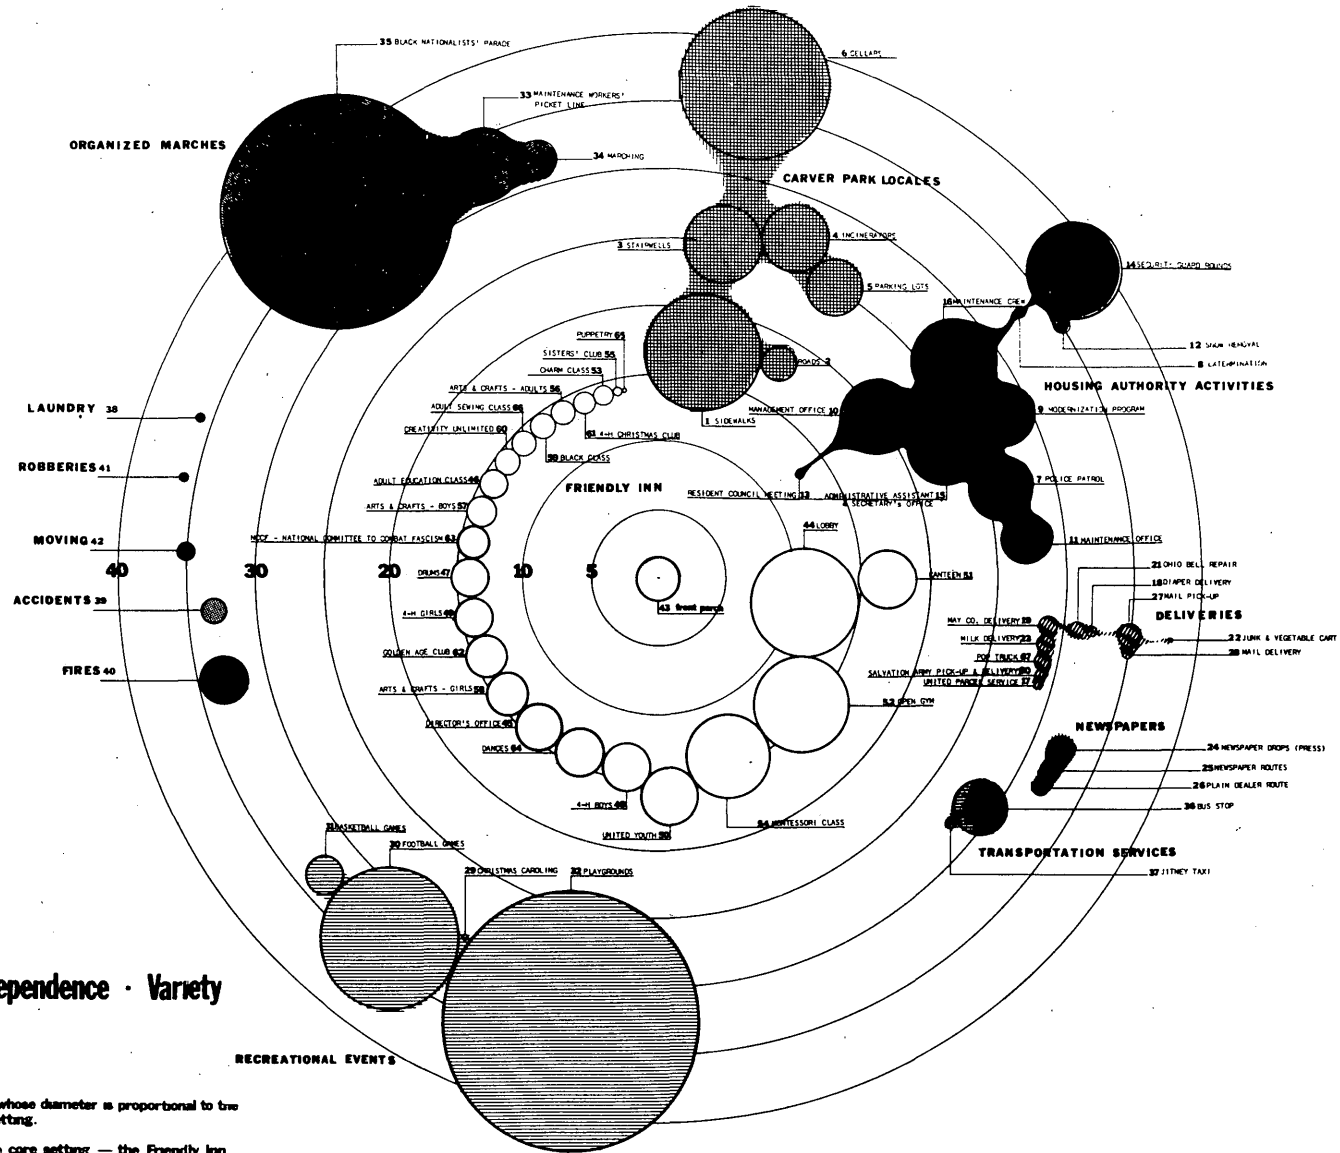 35 BLACK NATIONALISTS' PARADE
6 CELLARS
33 MAINTENANCE WORKERS'
PICKET LINE
ORGANIZED MARCHES
34 MARCHING
CARVER PARK LOCALES
3 STAIRWELLS
4 INCINERATORS
14 SECURITY GUARD ROUNDS
5 PARKING LOTS
16 MAINTENANCE CREW
PUPPETRY 65
12 SNOW REMOVAL
SISTERS' CLUB 55
ROADS 2
8 EXTERMINATION
CHARM CLASS 53
ARTS & CRAFTS - ADULTS 56
HOUSING AUTHORITY ACTIVITIES
LAUNDRY 38
ADULT SEWING CLASS 66
MANAGEMENT OFFICE 10
9 MODERNIZATION PROGRAM
1 SIDEWALKS
CREATIVITY UNLIMITED 60
61 4-H CHRISTMAS CLUB
59 BLACK CLASS
ROBBERIES 41
ADULT EDUCATION CLASS
7 POLICE PATROL
FRIENDLY INN
RESIDENT COUNCIL MEETING 13
ADMINISTRATIVE ASSISTANT 15
& SECRETARY'S OFFICE
ARTS & CRAFTS - BOYS 57
44 LOBBY
MOVING 42
NCCF - NATIONAL COMMITTEE TO COMBAT FASCISM 63
11 MAINTENANCE OFFICE
21 OHIO BELL REPAIR
40 30 20 10 5
DRUMS 47
CANTEEN 51
18 DIAPER DELIVERY
27 MAIL PICK-UP
ACCIDENTS 39
43 front porch
4-H GIRLS
DELIVERIES
MAY CO. DELIVERY 19
MILK DELIVERY 23
22 JUNK & VEGETABLE CART
GOLDEN AGE CLUB 62
POP TRUCK 67
28 MAIL DELIVERY
FIRES 40
SALVATION ARMY PICK-UP & DELIVERY
UNITED PARCEL SERVICE 17
ARTS & CRAFTS - GIRLS 58
52 OPEN GYM
DIRECTOR'S OFFICE 45
NEWSPAPERS
DANCES 64
24 NEWSPAPER DROPS (PRESS)
25 NEWSPAPER ROUTES
26 PLAIN DEALER ROUTE
4-H BOYS
36 BUS STOP
54 MONTESSORI CLASS
UNITED YOUTH 50
31 BASKETBALL GAMES
30 FOOTBALL GAMES
TRANSPORTATION SERVICES
29 CHRISTMAS CAROLING
32 PLAYGROUNDS
37 JITNEY TAXI
ependence · Variety
RECREATIONAL EVENTS
whose diameter is proportional to the
etting.
core setting — the Friendly Inn